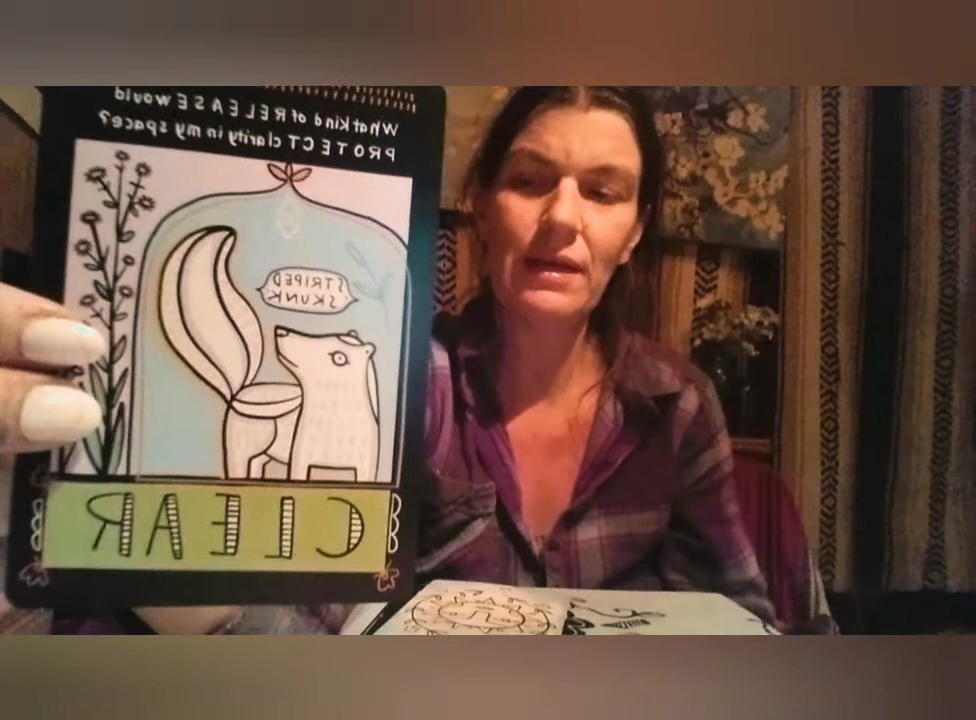 What kind of RELEASE would
PROTECT clarity in my space?
STRIPED
SKUNK
CLEAR